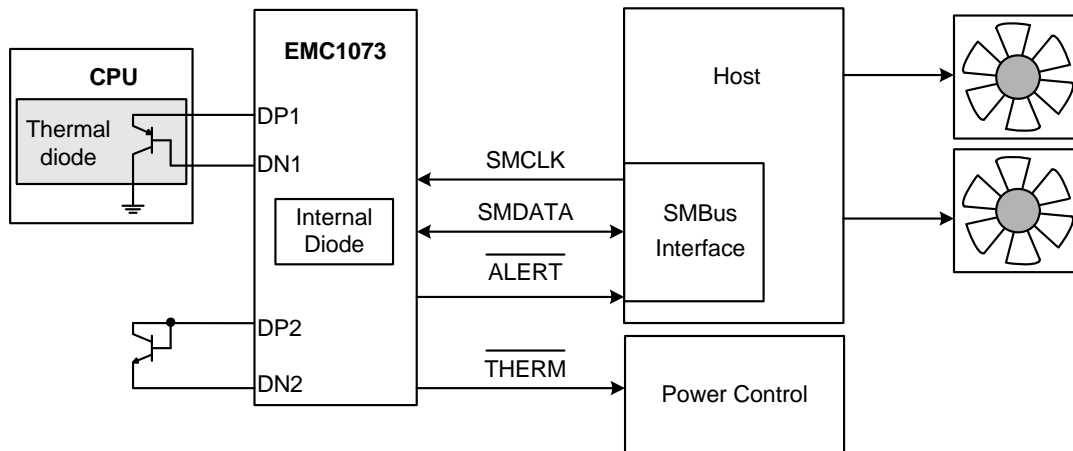 CPU
Thermal
diode
EMC1073
DP1
DN1
Internal
Diode
DP2
DN2
SMCLK
SMDATA
ALERT
THERM
Host
SMBus
Interface
Power Control